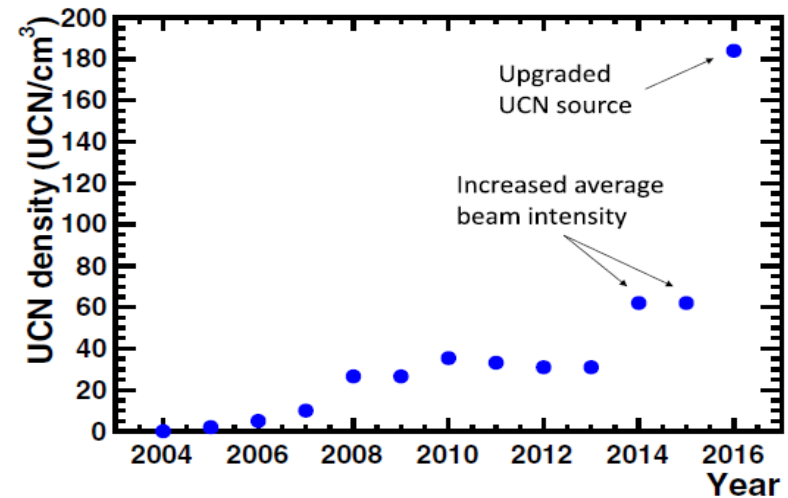 UCN density (UCN/cm³)
200
180
160
140
120
100
80
60
40
20
0
Upgraded
UCN source
Increased average
beam intensity
2004 2006 2008 2010 2012 2014 2016
Year